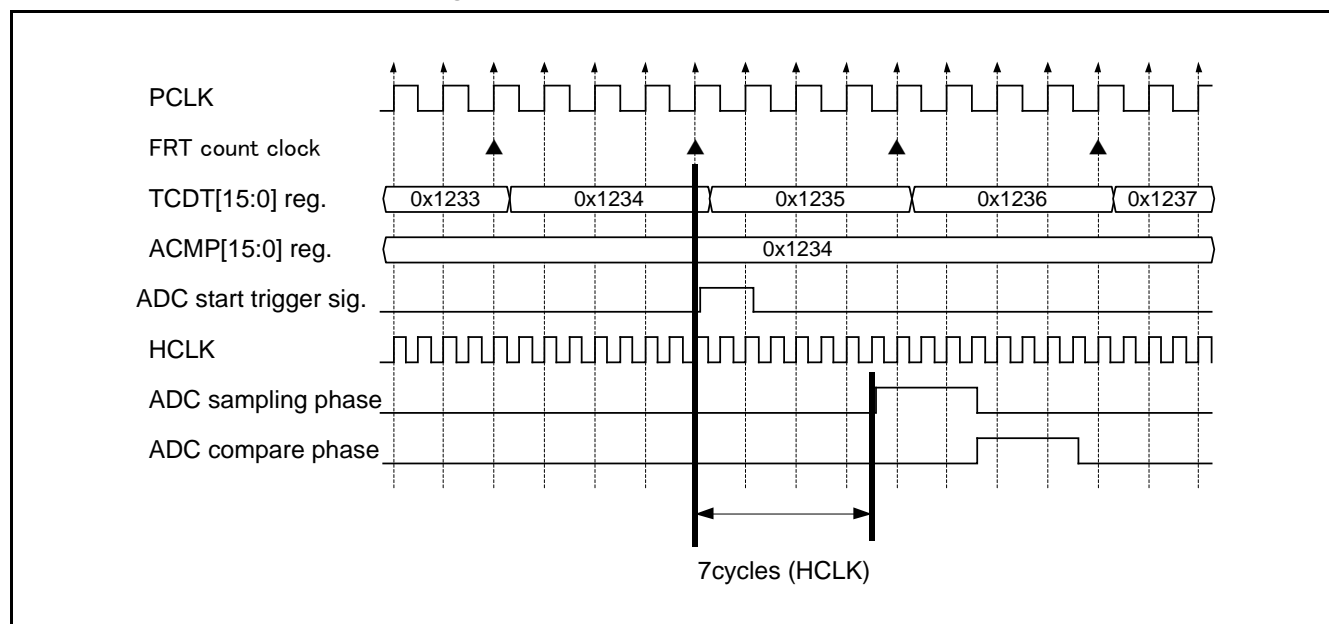 PCLK
FRT count clock
TCDT[15:0] reg. 0x1233 0x1234 0x1235 0x1236 0x1237
ACMP[15:0] reg. 0x1234
ADC start trigger sig.
HCLK
ADC sampling phase
ADC compare phase
7cycles (HCLK)